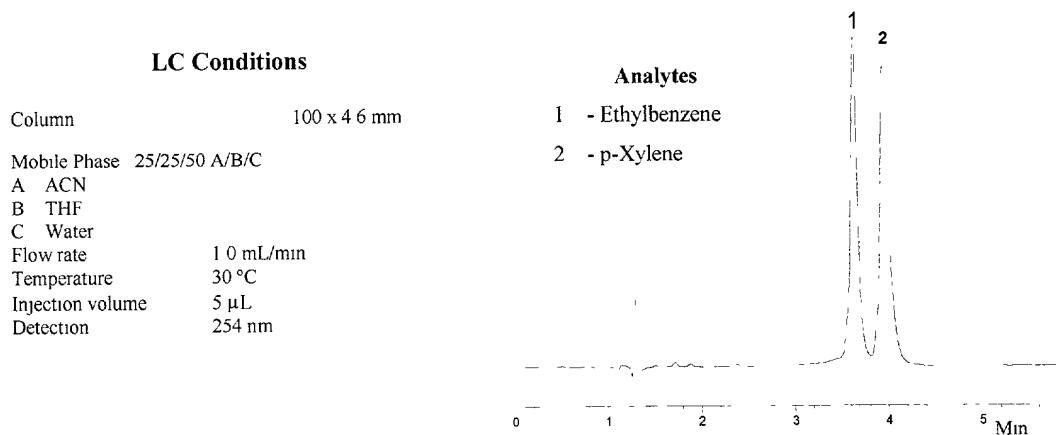 LC Conditions
Column 100 x 4 6 mm
Mobile Phase 25/25/50 A/B/C
A ACN
B THF
C Water
Flow rate 1 0 mL/min
Temperature 30 °C
Injection volume 5 µL
Detection 254 nm
Analytes
1 - Ethylbenzene
2 - p-Xylene
1
2
0 1 2 3 4 5 Min